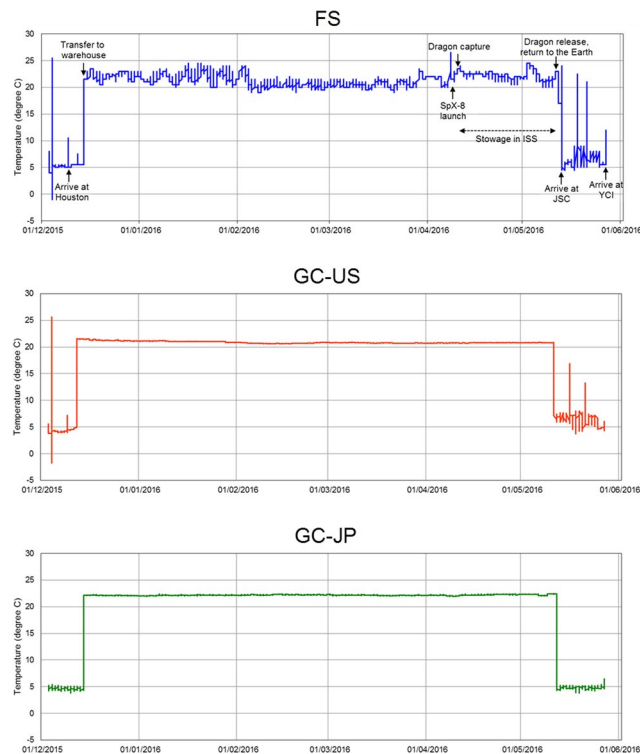 FS
Temperature (degree C)
30
25
20
15
10
5
0
-5
Transfer to
warehouse
Arrive at
Houston
Dragon capture
SpX-8
launch
Stowage in ISS
Dragon release,
return to the Earth
Arrive at
JSC
Arrive at
YCI
01/12/2015 01/01/2016 01/02/2016 01/03/2016 01/04/2016 01/05/2016 01/06/2016
GC-US
Temperature (degree C)
30
25
20
15
10
5
0
-5
01/12/2015 01/01/2016 01/02/2016 01/03/2016 01/04/2016 01/05/2016 01/06/2016
GC-JP
Temperature (degree C)
30
25
20
15
10
5
0
-5
01/12/2015 01/01/2016 01/02/2016 01/03/2016 01/04/2016 01/05/2016 01/06/2016